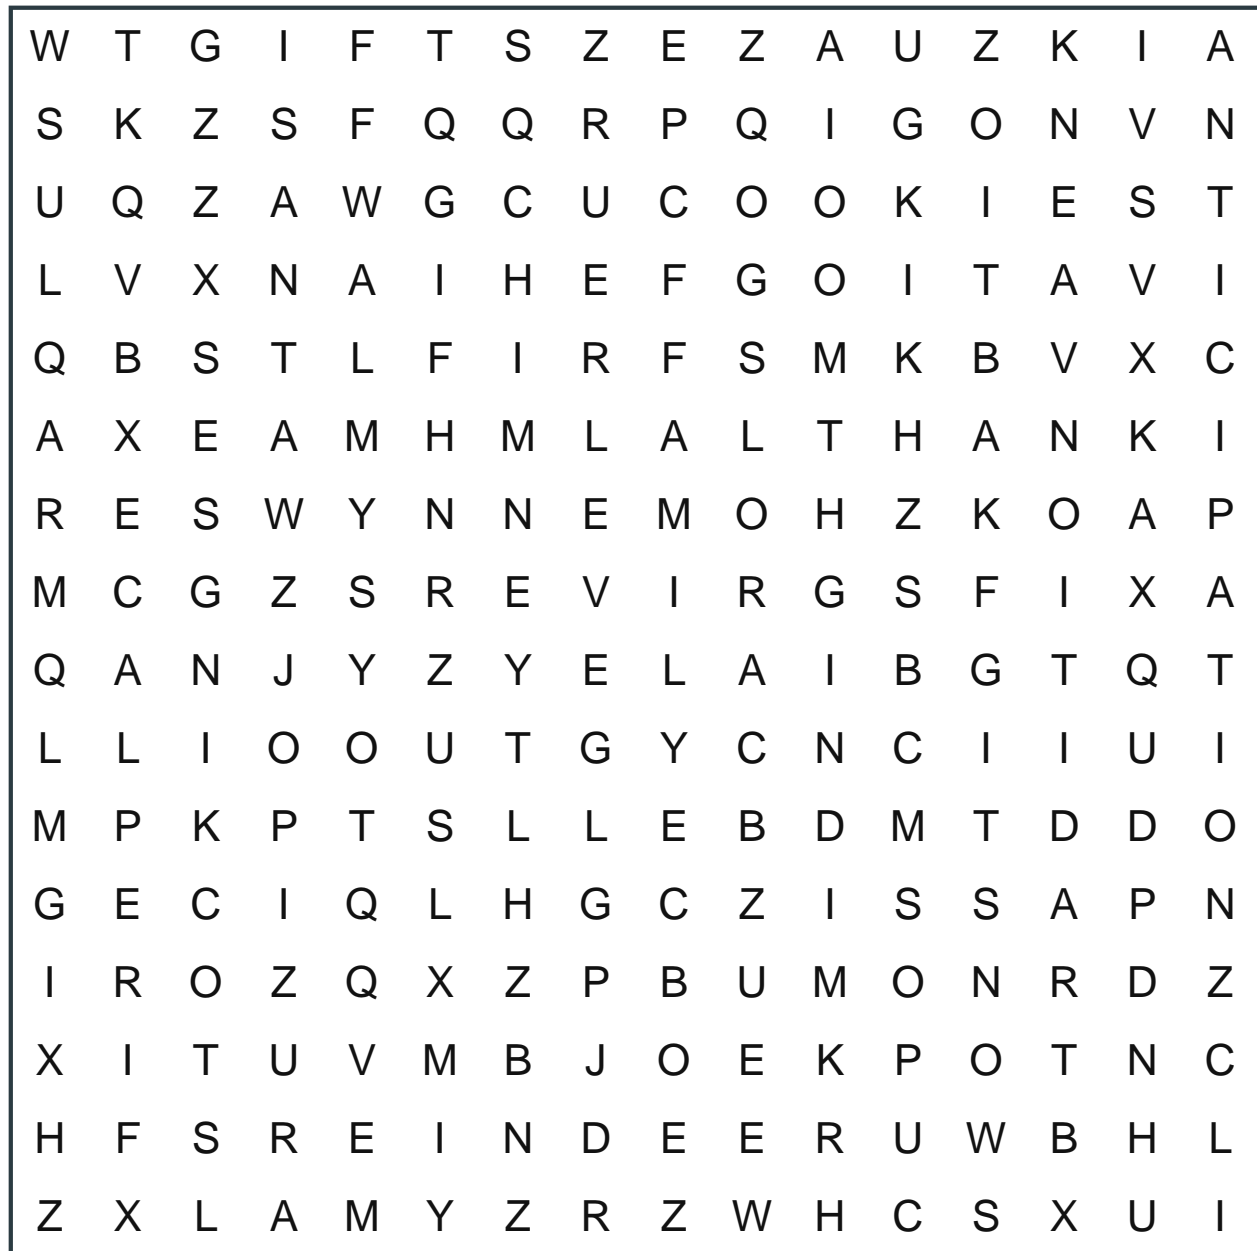 W T G I F T S Z E Z A U Z K I A
S K Z S F Q Q R P Q I G O N V N
U Q Z A W G C U C O O K I E S T
L V X N A I H E F G O I T A V I
Q B S T L F I R F S M K B V X C
A X E A M H M L A L T H A N K I
R E S W Y N N E M O H Z K O A P
M C G Z S R E V I R G S F I X A
Q A N J Y Z Y E L A I B G T Q T
L L I O O U T G Y C N C I I U I
M P K P T S L L E B D M T D D O
G E C I Q L H G C Z I S S A P N
I R O Z Q X Z P B U M O N R D Z
X I T U V M B J O E K P O T N C
H F S R E I N D E E R U W B H L
Z X L A M Y Z R Z W H C S X U I